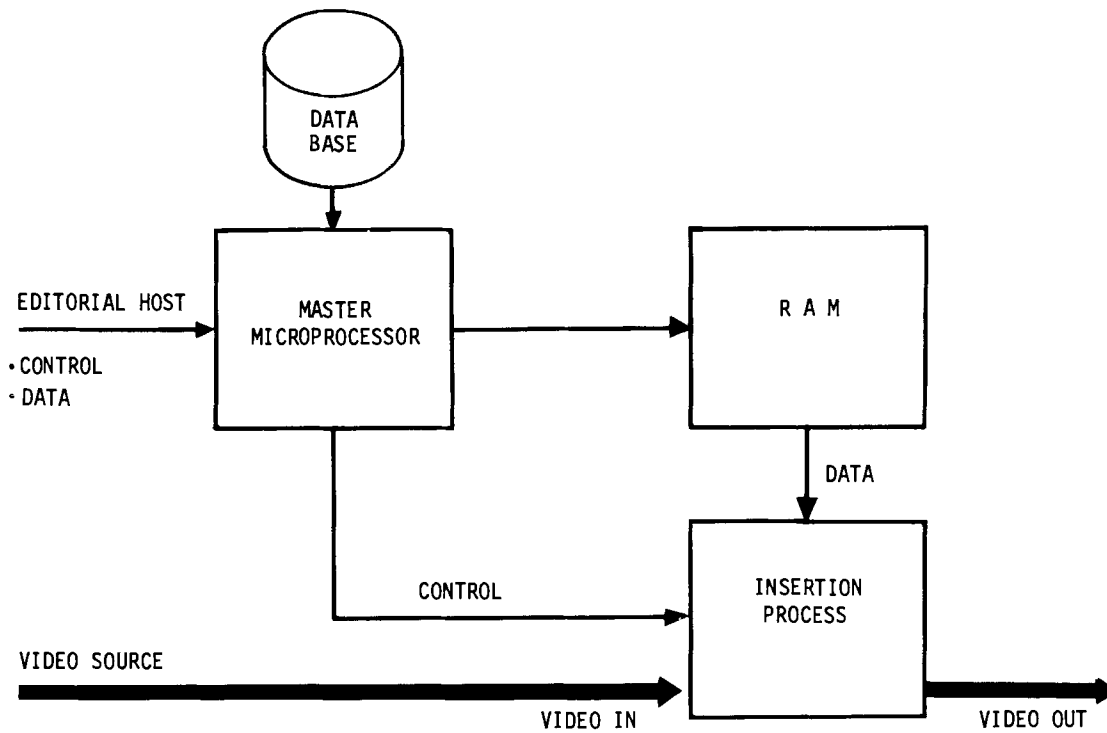 DATA
BASE
EDITORIAL HOST
• CONTROL
• DATA
MASTER
MICROPROCESSOR
R A M
DATA
CONTROL
INSERTION
PROCESS
VIDEO SOURCE
VIDEO IN
VIDEO OUT